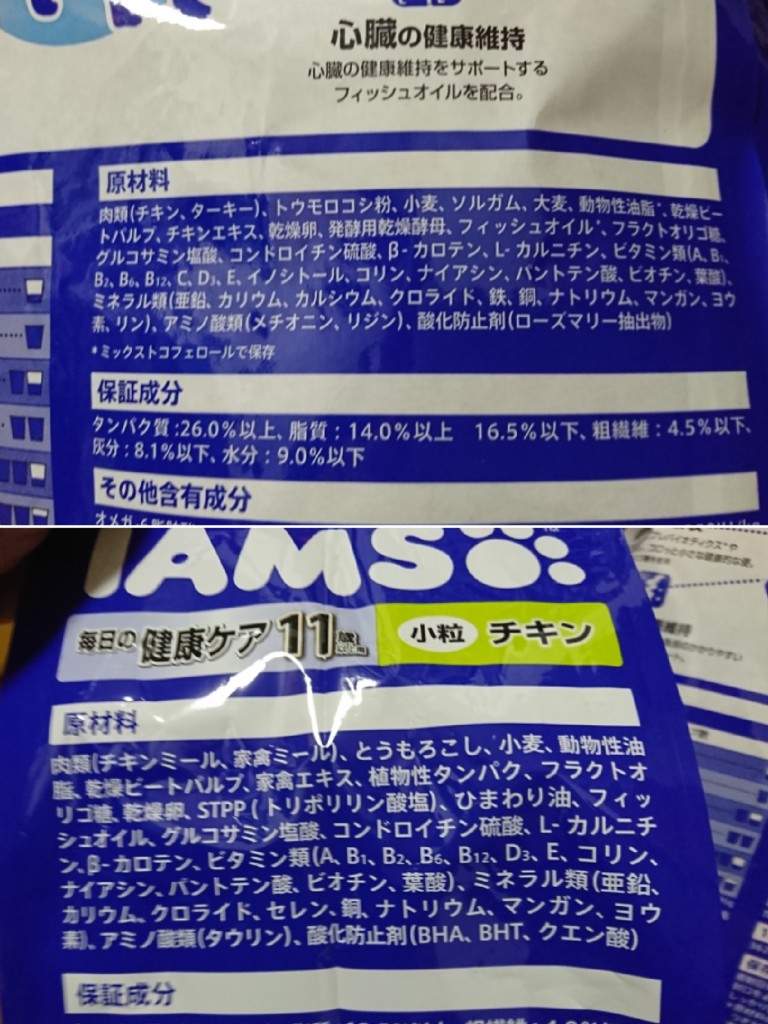 心臓の健康維持
心臓の健康維持をサポートする
フィッシュオイルを配合。
原材料
肉類(チキン、ターキー)、トウモロコシ粉、小麦、ソルガム、大麦、動物性油脂*、乾燥ビー
トパルプ、チキンエキス、乾燥卵、発酵用乾燥酵母、フィッシュオイル*、フラクトオリゴ糖、
グルコサミン塩酸、コンドロイチン硫酸、β-カロテン、L-カルニチン、ビタミン類(A、B₁、
B₂、B₆、B₁₂、C、D₃、E、イノシトール、コリン、ナイアシン、パントテン酸、ビオチン、葉酸)、
ミネラル類(亜鉛、カリウム、カルシウム、クロライド、鉄、銅、ナトリウム、マンガン、ヨウ
素、リン)、アミノ酸類(メチオニン、リジン)、酸化防止剤(ローズマリー抽出物)
*ミックストコフェロールで保存
保証成分
タンパク質:26.0%以上、脂質:14.0%以上 16.5%以下、粗繊維:4.5%以下、
灰分:8.1%以下、水分:9.0%以下
その他含有成分
IAMS
毎日の健康ケア11歳 小粒 チキン
原材料
肉類(チキンミール、家禽ミール)、とうもろこし、小麦、動物性油
脂、乾燥ビートパルプ、家禽エキス、植物性タンパク、フラクトオ
リゴ糖、乾燥卵、STPP(トリポリリン酸塩)、ひまわり油、フィッ
シュオイル、グルコサミン塩酸、コンドロイチン硫酸、L-カルニチ
ン、β-カロテン、ビタミン類(A、B₁、B₂、B₆、B₁₂、D₃、E、コリン、
ナイアシン、パントテン酸、ビオチン、葉酸)、ミネラル類(亜鉛、
カリウム、クロライド、セレン、銅、ナトリウム、マンガン、ヨウ
素)、アミノ酸類(タウリン)、酸化防止剤(BHA、BHT、クエン酸)
保証成分